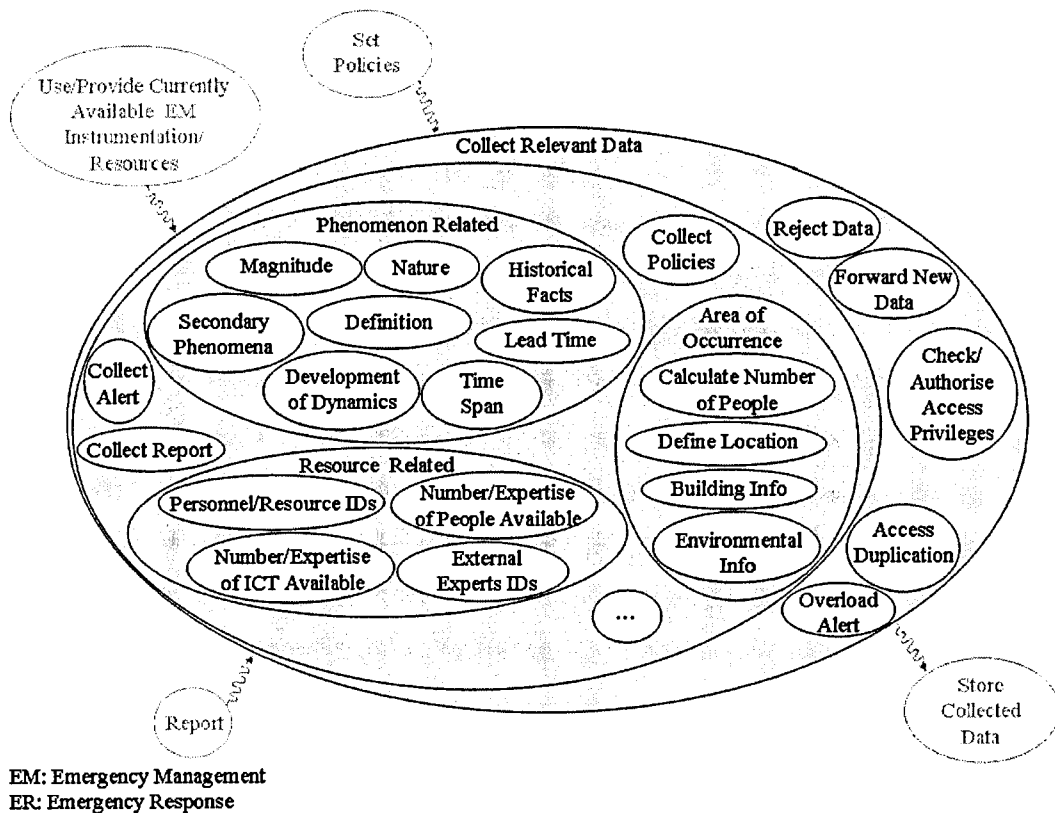 Set
Policies
Use/Provide Currently
Available EM
Instrumentation/
Resources
Collect Relevant Data
Phenomenon Related
Magnitude
Nature
Historical
Facts
Secondary
Phenomena
Definition
Lead Time
Development
of Dynamics
Time
Span
Collect
Policies
Reject Data
Forward New
Data
Area of
Occurrence
Calculate Number
of People
Define Location
Building Info
Environmental
Info
Check/
Authorise
Access
Privileges
Collect
Alert
Collect Report
Resource Related
Personnel/Resource IDs
Number/Expertise
of People Available
Number/Expertise
of ICT Available
External
Experts IDs
...
Access
Duplication
Overload
Alert
Report
Store
Collected
Data
EM: Emergency Management
ER: Emergency Response